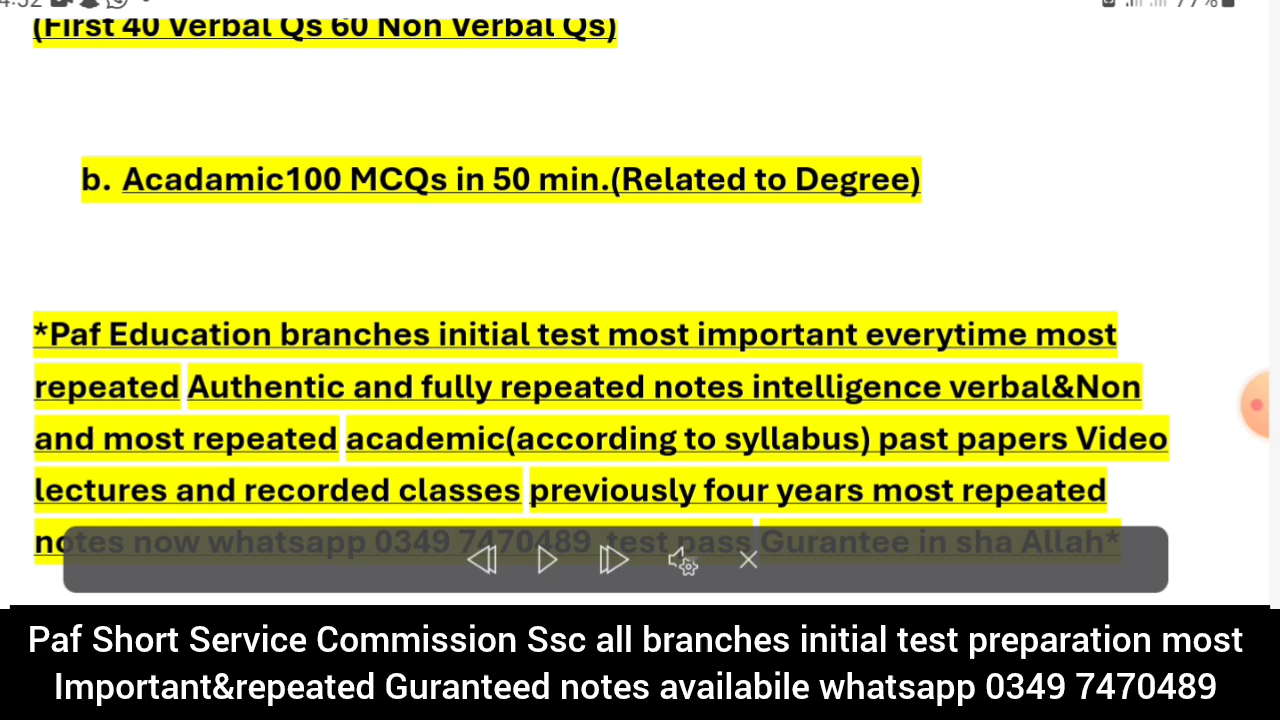 (First 40 Verbal Qs 60 Non Verbal Qs)
b. Acadamic100 MCQs in 50 min.(Related to Degree)
*Paf Education branches initial test most important everytime most
repeated Authentic and fully repeated notes intelligence verbal&Non
and most repeated academic(according to syllabus) past papers Video
lectures and recorded classes previously four years most repeated
notes now whatsapp 0349 7470489 test pass Gurantee in sha Allah*
Paf Short Service Commission Ssc all branches initial test preparation most
Important&repeated Guranteed notes availabile whatsapp 0349 7470489